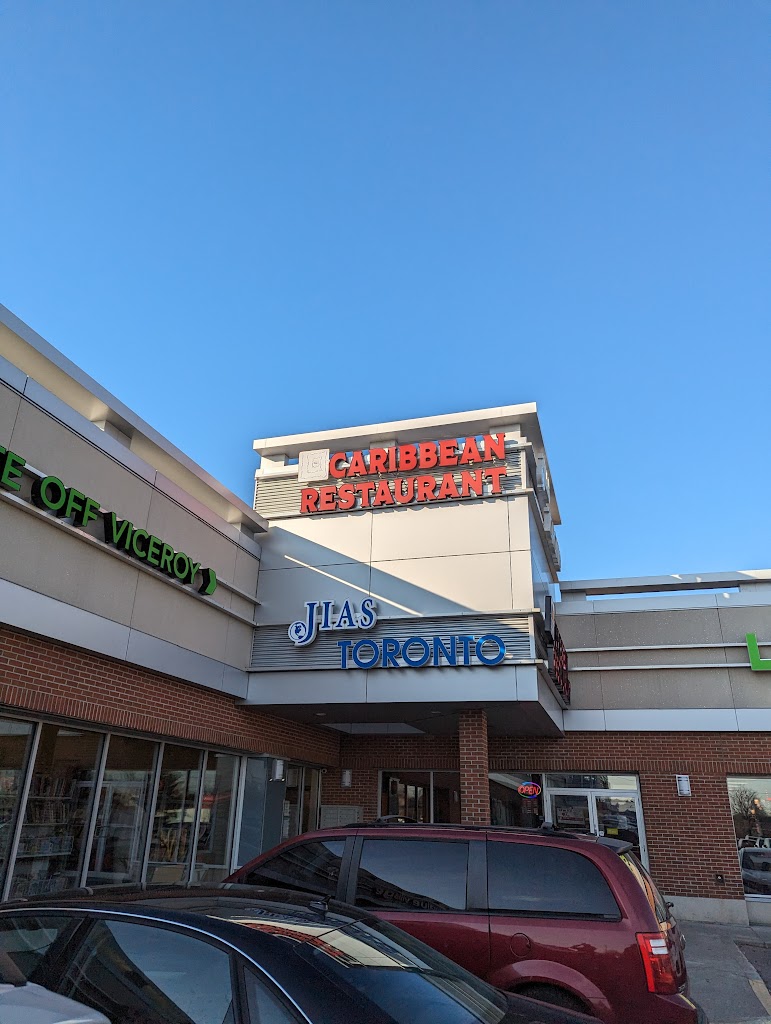 CARIBBEAN
RESTAURANT
JIAS
TORONTO
E OFF VICEROY
OPEN